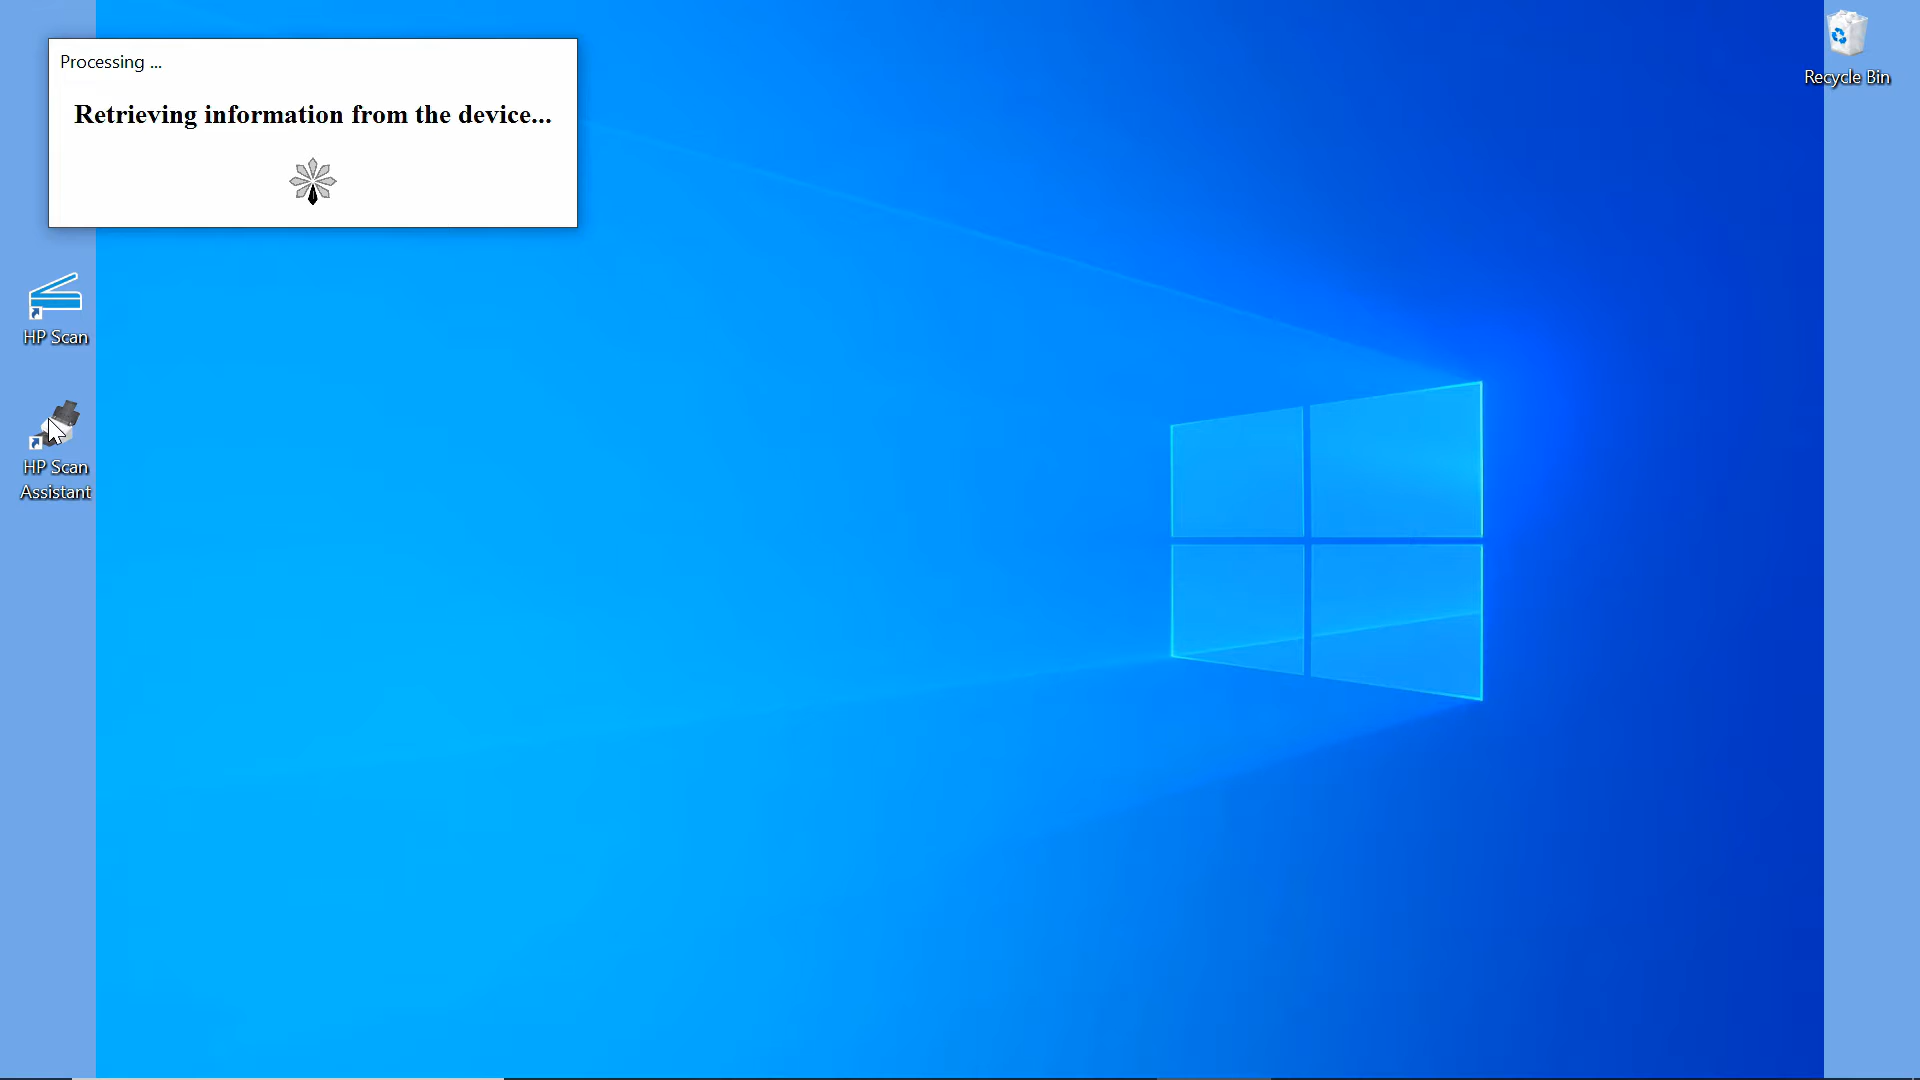 Processing ...
Retrieving information from the device...
Recycle Bin
HP Scan
HP Scan
Assistant